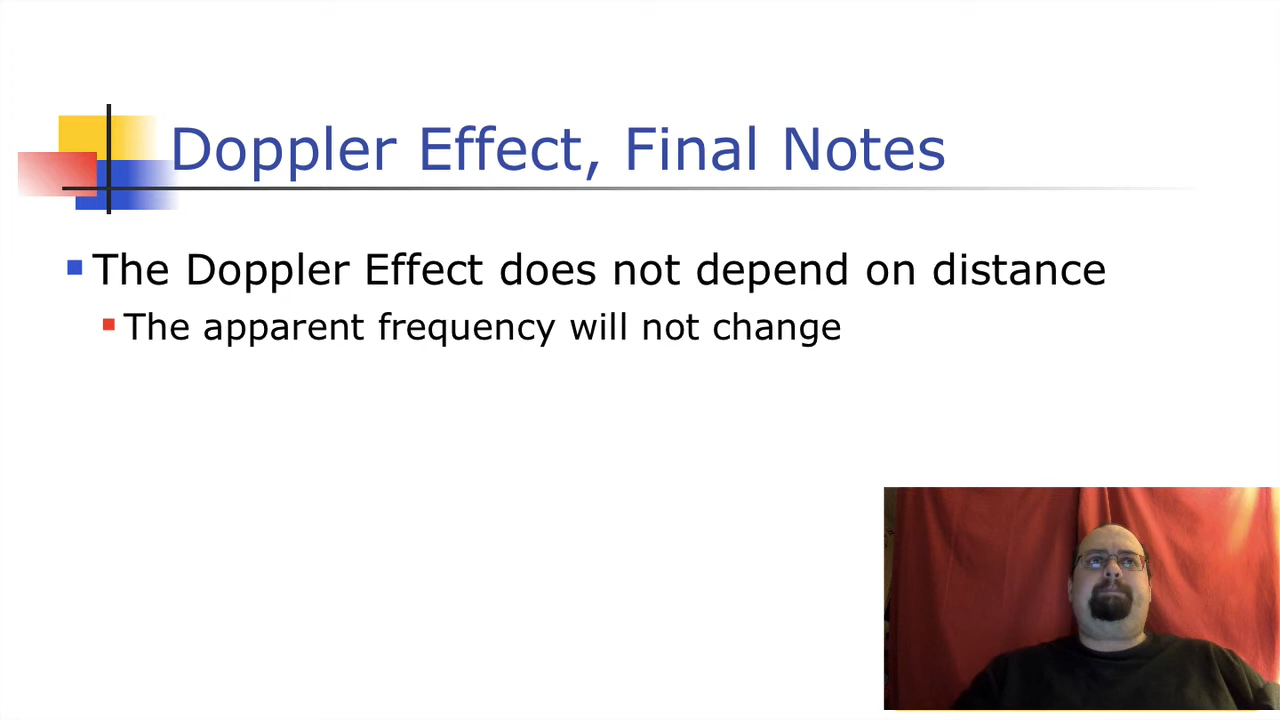 Doppler Effect, Final Notes
The Doppler Effect does not depend on distance
The apparent frequency will not change